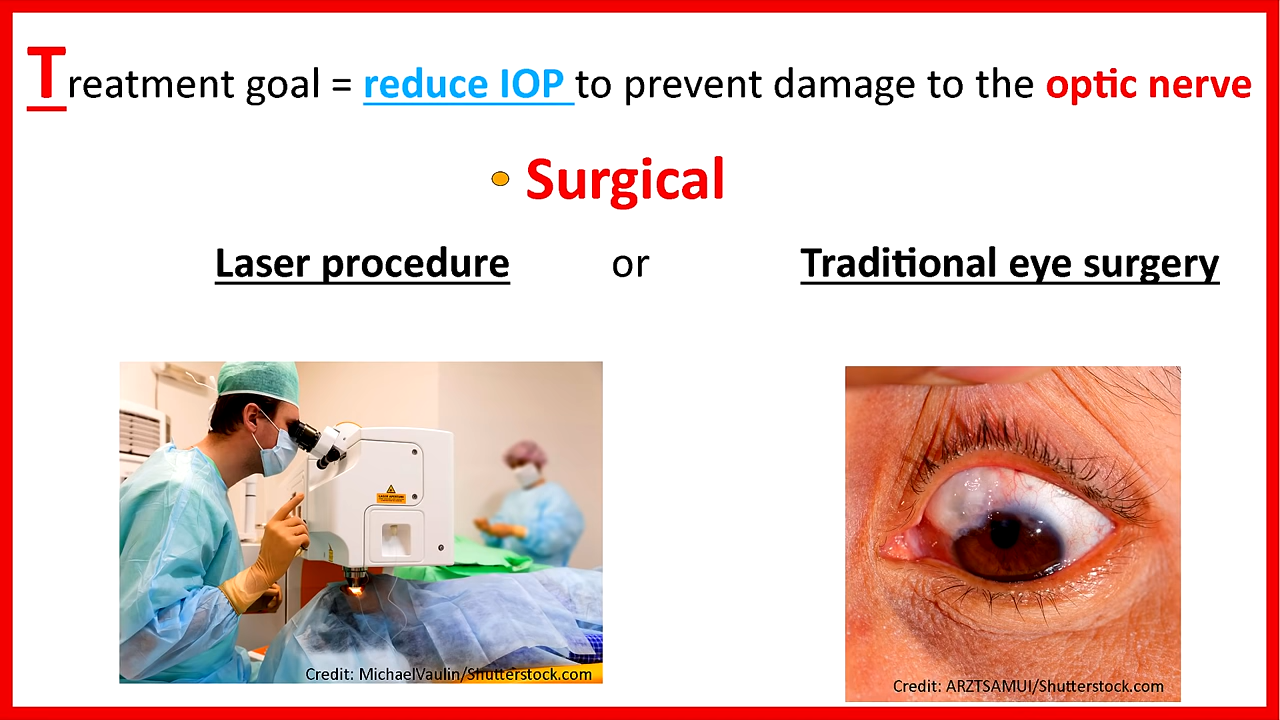 Treatment goal = reduce IOP to prevent damage to the optic nerve
• Surgical
Laser procedure or Traditional eye surgery
Credit: MichaelVaulin/Shutterstock.com
Credit: ARZTSAMUI/Shutterstock.com